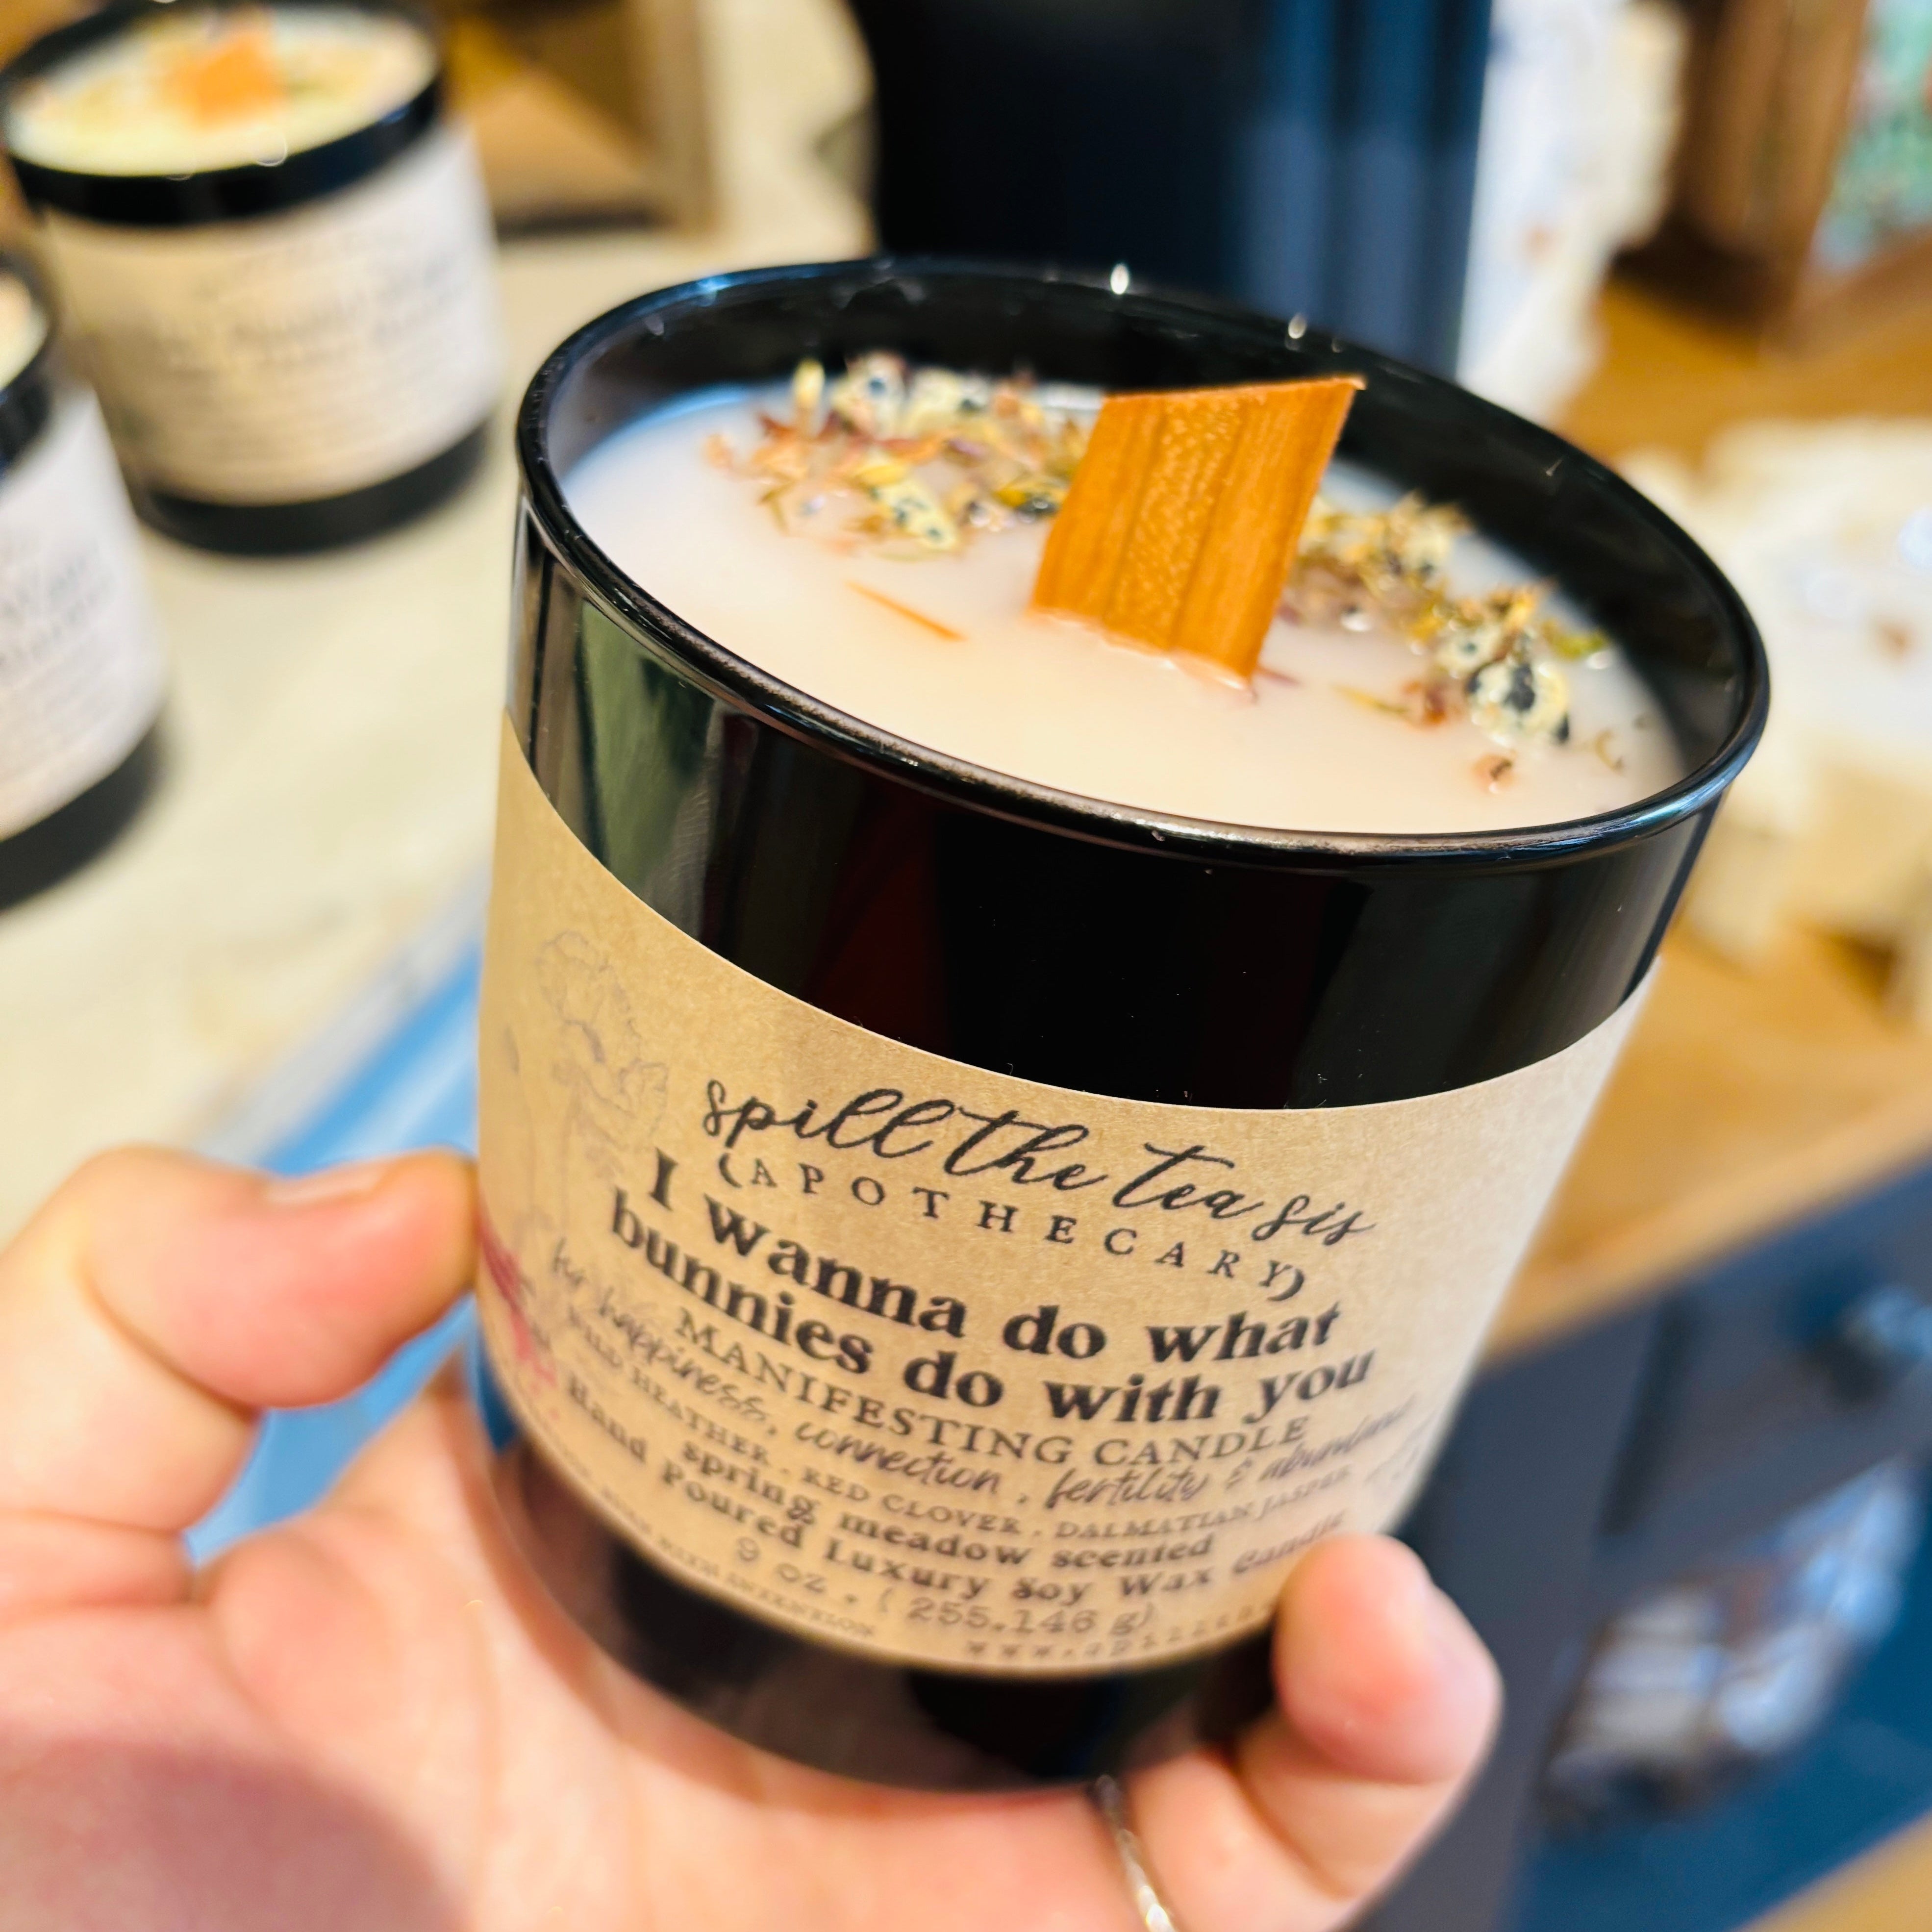 spill the tea sis
(APOTHECARY)
I wanna do what
bunnies do with you
MANIFESTING CANDLE
for happiness, connection, fertility & abundance
WILD HEATHER . RED CLOVER . DALMATIAN JASPER
spring meadow scented
Hand Poured Luxury Soy Wax Candle
9 oz . ( 255.146 g)